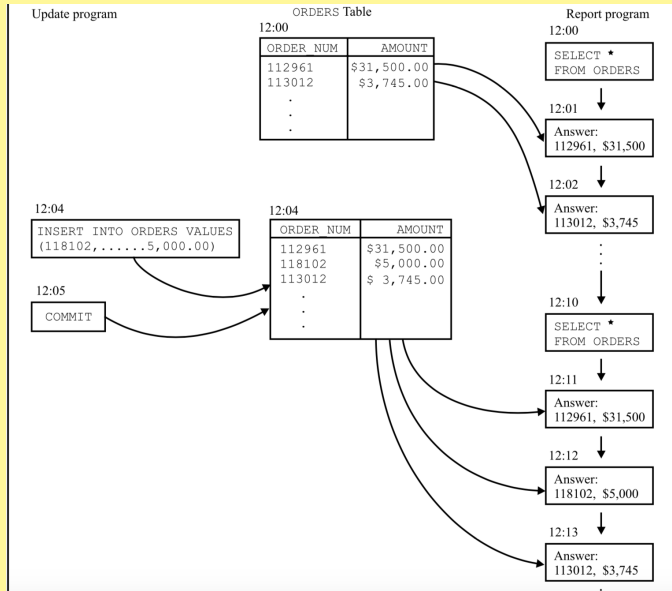 Update program
ORDERS Table
Report program
12:00
12:00
ORDER_NUM AMOUNT
112961 $31,500.00
113012 $3,745.00
.
.
.
SELECT *
FROM ORDERS
12:01
Answer:
112961, $31,500
12:02
Answer:
113012, $3,745
.
.
.
12:04
INSERT INTO ORDERS VALUES
(118102,......5,000.00)
12:05
COMMIT
12:04
ORDER_NUM AMOUNT
112961 $31,500.00
118102 $5,000.00
113012 $ 3,745.00
.
.
.
12:10
SELECT *
FROM ORDERS
12:11
Answer:
112961, $31,500
12:12
Answer:
118102, $5,000
12:13
Answer:
113012, $3,745